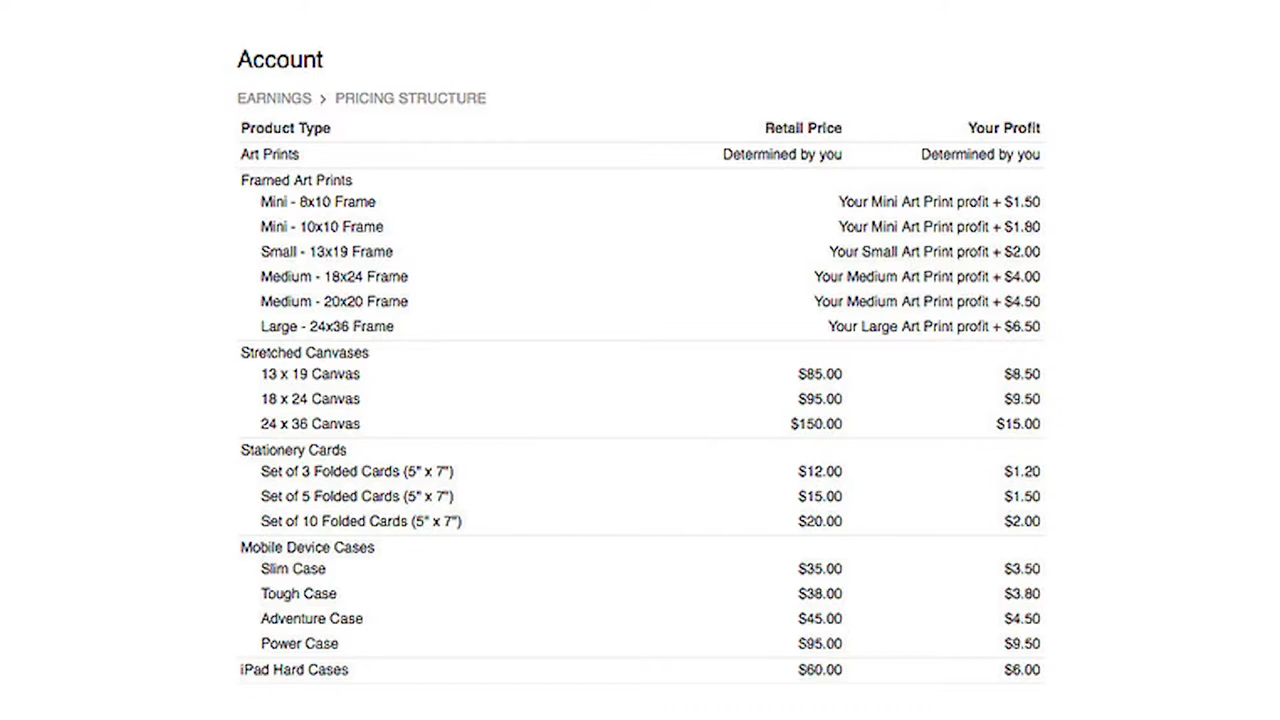 Account
EARNINGS > PRICING STRUCTURE
Product Type Retail Price Your Profit
Art Prints Determined by you Determined by you
Framed Art Prints
Mini - 8x10 Frame Your Mini Art Print profit + $1.50
Mini - 10x10 Frame Your Mini Art Print profit + $1.80
Small - 13x19 Frame Your Small Art Print profit + $2.00
Medium - 18x24 Frame Your Medium Art Print profit + $4.00
Medium - 20x20 Frame Your Medium Art Print profit + $4.50
Large - 24x36 Frame Your Large Art Print profit + $6.50
Stretched Canvases
13 x 19 Canvas $85.00 $8.50
18 x 24 Canvas $95.00 $9.50
24 x 36 Canvas $150.00 $15.00
Stationery Cards
Set of 3 Folded Cards (5" x 7") $12.00 $1.20
Set of 5 Folded Cards (5" x 7") $15.00 $1.50
Set of 10 Folded Cards (5" x 7") $20.00 $2.00
Mobile Device Cases
Slim Case $35.00 $3.50
Tough Case $38.00 $3.80
Adventure Case $45.00 $4.50
Power Case $95.00 $9.50
iPad Hard Cases $60.00 $6.00